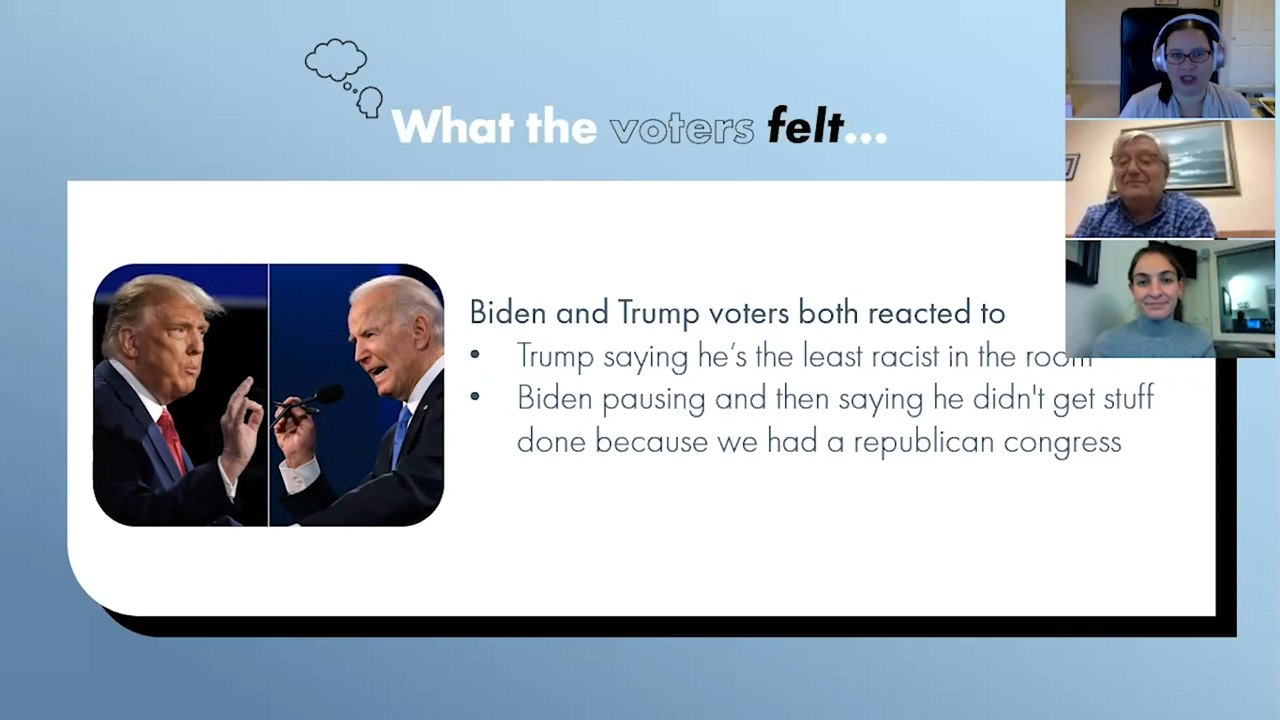 What the voters felt...
Biden and Trump voters both reacted to
• Trump saying he's the least racist in the room
• Biden pausing and then saying he didn't get stuff
done because we had a republican congress